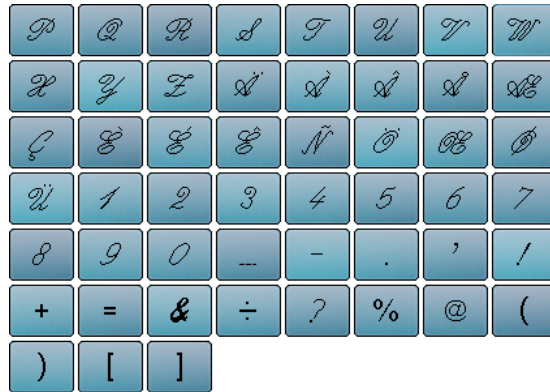 P Q R S T U V W
X Y Z Ä À Â Å Æ
Ç È É Ê Ñ Ö Œ Ø
Ü 1 2 3 4 5 6 7
8 9 0 _ - . ’ !
+ = & ÷ ? % @ (
) [ ]